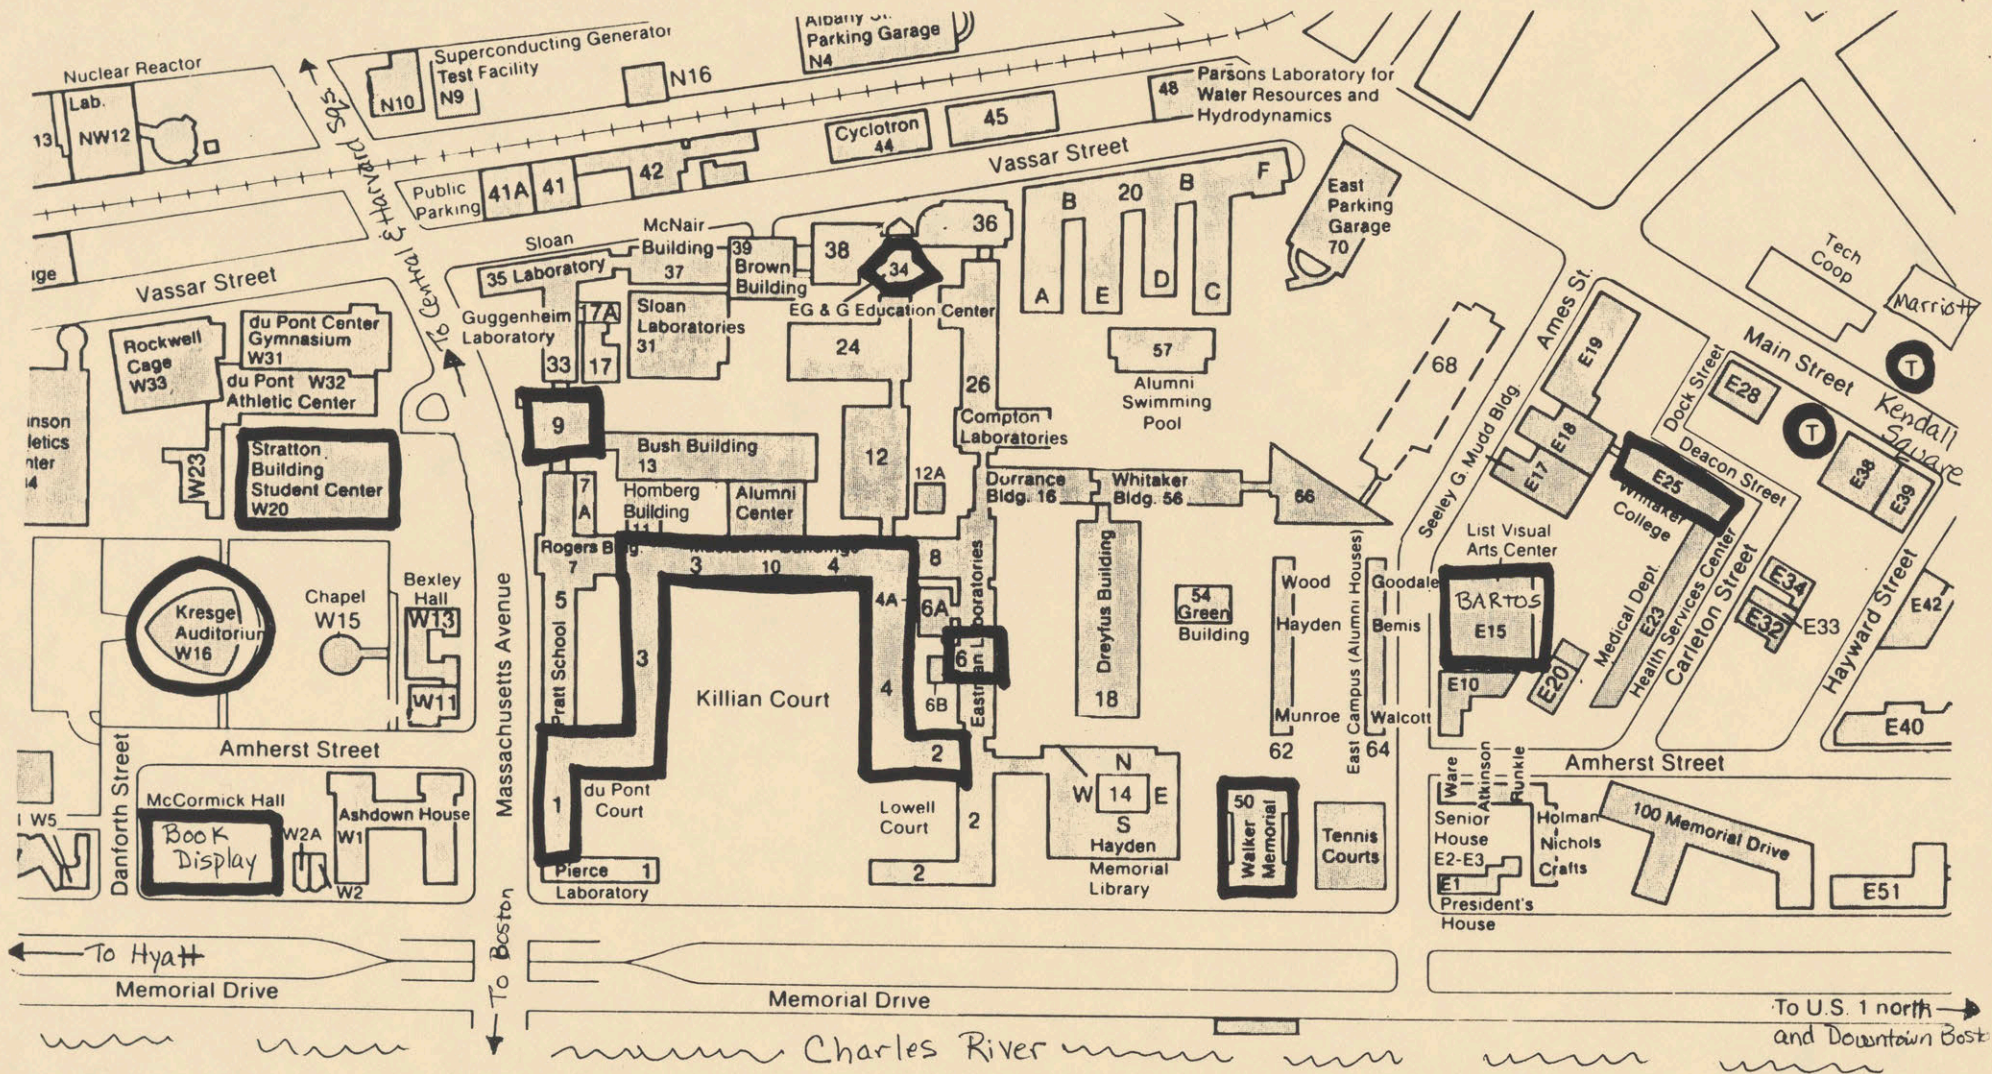 Albany St.
Parking Garage
N4
Superconducting Generator
Test Facility
N9
N10
N16
Nuclear Reactor
Lab.
NW12
13
To Central & Harvard Sqs.
Parsons Laboratory for
Water Resources and
Hydrodynamics
48
45
Cyclotron
44
Vassar Street
42
41
41A
Public
Parking
East
Parking
Garage
70
B
20
B
F
A
E
D
C
36
38
34
EG & G Education Center
McNair
Building
37
39
Brown
Building
Sloan
35 Laboratory
Guggenheim
Laboratory
33
17A
17
Sloan
Laboratories
31
24
26
57
Alumni
Swimming
Pool
Compton
Laboratories
Vassar Street
Rockwell
Cage
W33
du Pont Center
Gymnasium
W31
du Pont W32
Athletic Center
Stratton
Building
Student Center
W20
W23
9
Bush Building
13
Homberg
Building
11
Alumni
Center
12
12A
7
A
Rogers Bldg.
7
Dorrance
Bldg. 16
Whitaker
Bldg. 56
66
68
Tech
Coop
Marriott
T
T
Kendall
Square
Main Street
Ames St.
Dock Street
Deacon Street
E19
E18
E17
E28
E38
E39
E25
Whitaker
College
Seeley G. Mudd Bldg.
List Visual
Arts Center
BARTOS
E15
E10
E20
Medical Dept.
E23
Health Services Center
Carleton Street
E34
E32
E33
Hayward Street
E42
E40
Kresge
Auditorium
W16
Chapel
W15
Bexley
Hall
W13
W11
Massachusetts Avenue
5
Pratt School
3
3
10
4
4A
4
8
6A
6
6B
Eastman Laboratories
Killian Court
2
Dreyfus Building
18
54
Green
Building
Wood
Hayden
Munroe
62
East Campus (Alumni Houses)
Goodale
Bemis
Walcott
64
Amherst Street
Danforth Street
McCormick Hall
Book
Display
W2A
W2
Ashdown House
W1
W5
1
du Pont
Court
Pierce 1
Laboratory
Lowell
Court
2
2
N
W 14 E
S
Hayden
Memorial
Library
50
Walker
Memorial
Tennis
Courts
Amherst Street
Ware
Atkinson
Runkle
Senior
House
E2-E3
E1
President's
House
Holman
Nichols
Crafts
100 Memorial Drive
E51
To Hyatt
To Boston
Memorial Drive
Memorial Drive
To U.S. 1 north
and Downtown
Charles River